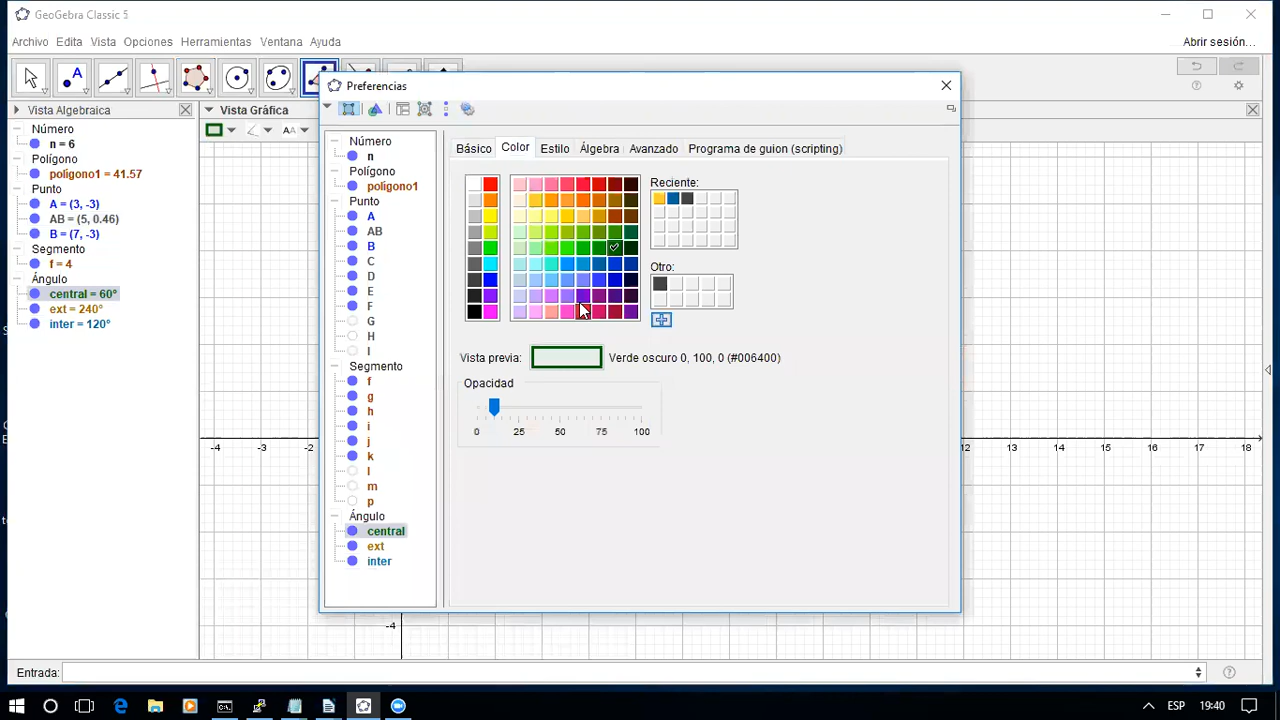 GeoGebra Classic 5
Archivo Edita Vista Opciones Herramientas Ventana Ayuda
Abrir sesión...
A
Vista Algebraica
Número
n = 6
Polígono
polígono1 = 41.57
Punto
A = (3, -3)
AB = (5, 0.46)
B = (7, -3)
Segmento
f = 4
Ángulo
central = 60°
ext = 240°
inter = 120°
Vista Gráfica
AA
Preferencias
Número
n
Polígono
polígono1
Punto
A
AB
B
C
D
E
F
G
H
I
Segmento
f
g
h
i
j
k
l
m
p
Ángulo
central
ext
inter
Básico Color Estilo Álgebra Avanzado Programa de guion (scripting)
Reciente:
Otro:
Vista previa: Verde oscuro 0, 100, 0 (#006400)
Opacidad
0 25 50 75 100
-4 -3 -2 11 12 13 14 15 16 17 18
-4
Entrada:
ESP 19:40